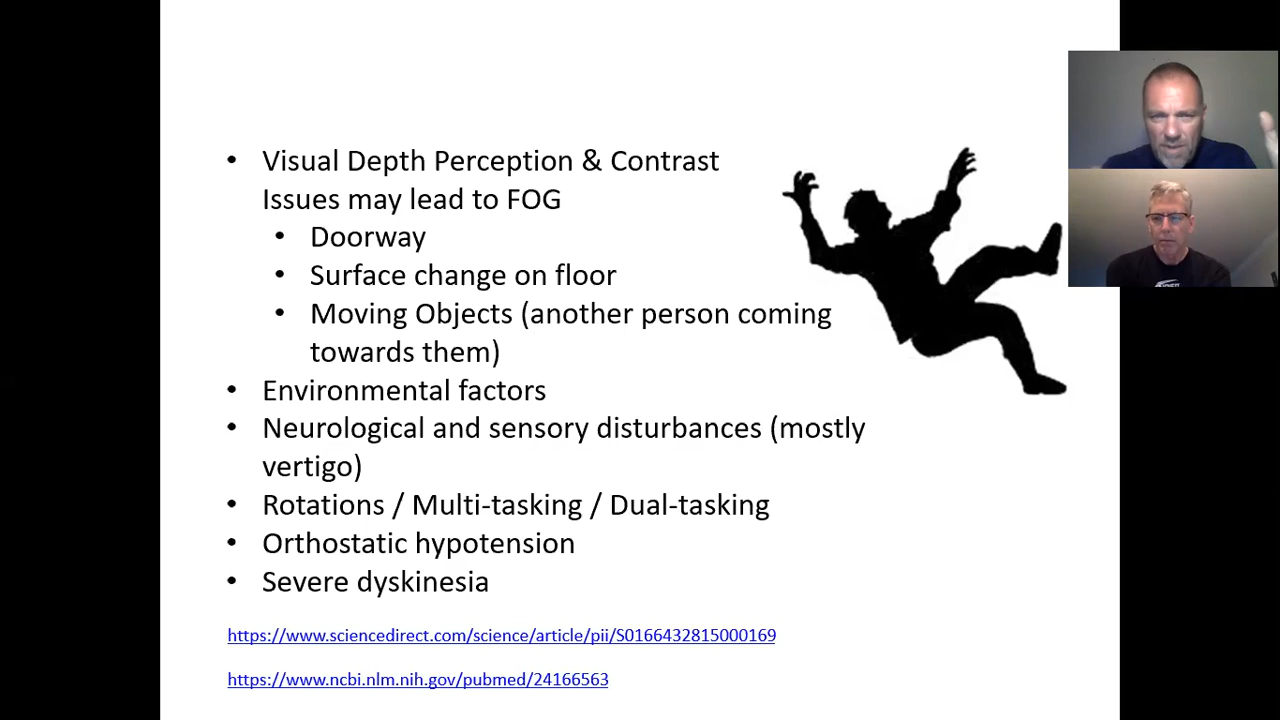 • Visual Depth Perception & Contrast
Issues may lead to FOG
• Doorway
• Surface change on floor
• Moving Objects (another person coming
towards them)
• Environmental factors
• Neurological and sensory disturbances (mostly
vertigo)
• Rotations / Multi-tasking / Dual-tasking
• Orthostatic hypotension
• Severe dyskinesia
https://www.sciencedirect.com/science/article/pii/S0166432815000169
https://www.ncbi.nlm.nih.gov/pubmed/24166563